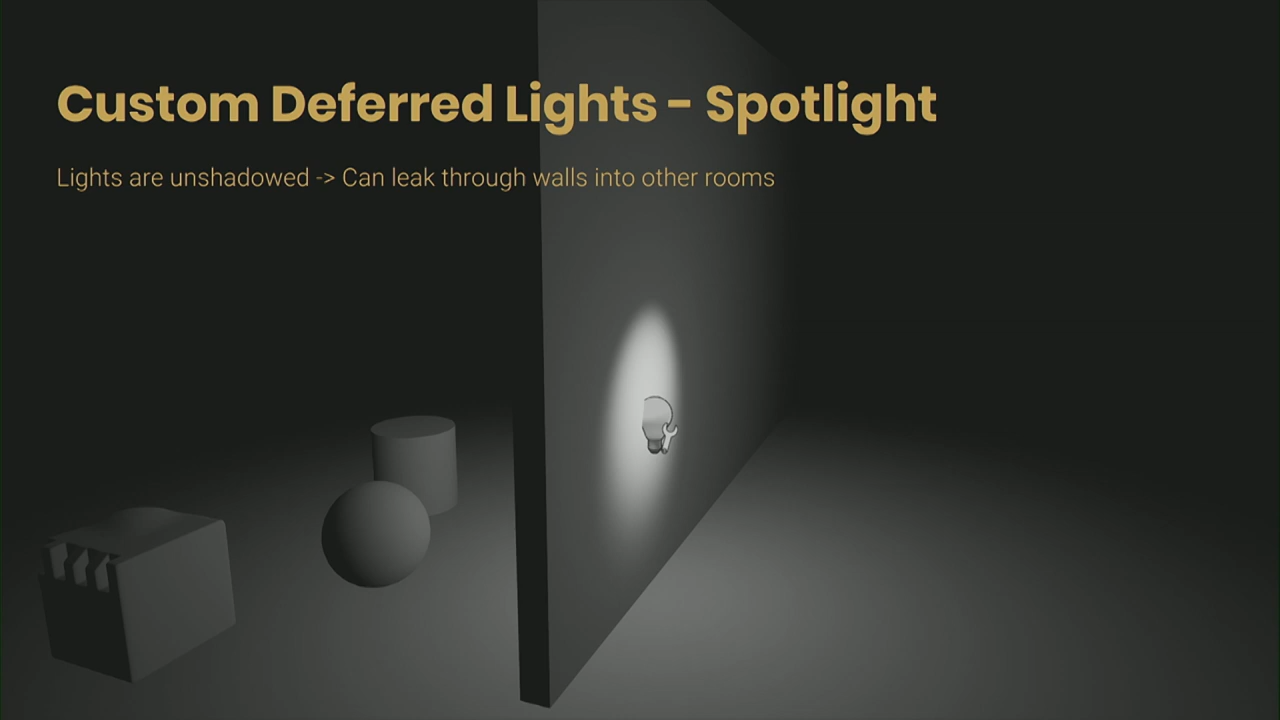 Custom Deferred Lights - Spotlight
Lights are unshadowed -> Can leak through walls into other rooms